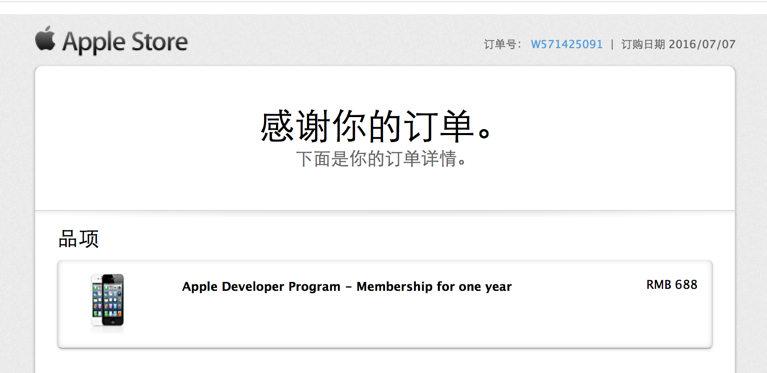 Apple Store
订单号： W571425091 | 订购日期 2016/07/07
感谢你的订单。
下面是你的订单详情。
品项
Apple Developer Program – Membership for one year
RMB 688